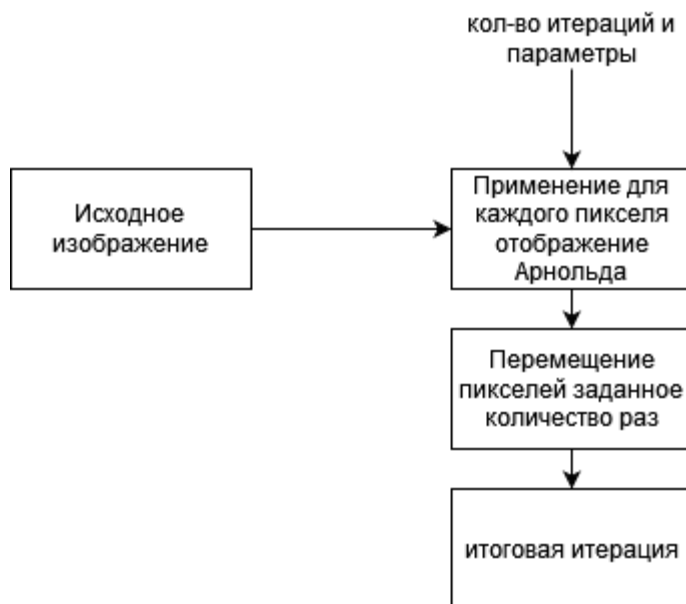 кол-во итераций и
параметры
Исходное
изображение
Применение для
каждого пикселя
отображение
Арнольда
Перемещение
пикселей заданное
количество раз
итоговая итерация